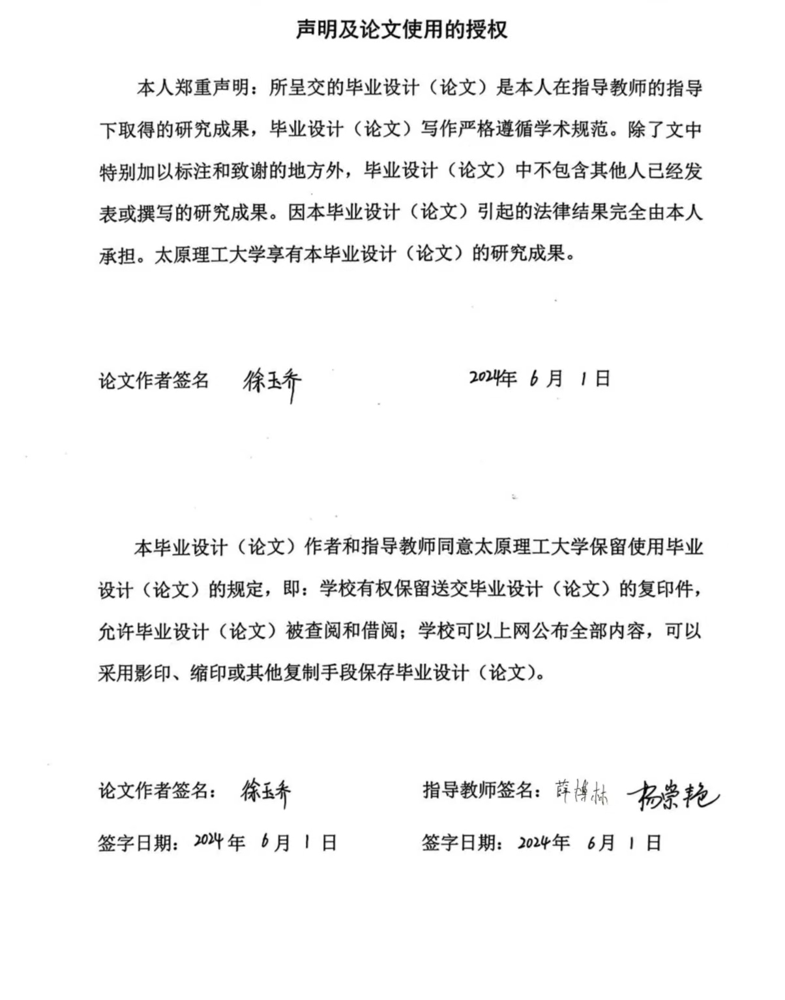 声明及论文使用的授权
本人郑重声明：所呈交的毕业设计（论文）是本人在指导教师的指导
下取得的研究成果，毕业设计（论文）写作严格遵循学术规范。除了文中
特别加以标注和致谢的地方外，毕业设计（论文）中不包含其他人已经发
表或撰写的研究成果。因本毕业设计（论文）引起的法律结果完全由本人
承担。太原理工大学享有本毕业设计（论文）的研究成果。
论文作者签名 徐玉乔 2024年 6 月 1 日
本毕业设计（论文）作者和指导教师同意太原理工大学保留使用毕业
设计（论文）的规定，即：学校有权保留送交毕业设计（论文）的复印件，
允许毕业设计（论文）被查阅和借阅；学校可以上网公布全部内容，可以
采用影印、缩印或其他复制手段保存毕业设计（论文）。
论文作者签名： 徐玉乔 指导教师签名：薛博林 杨崇艳
签字日期：2024年 6月 1 日 签字日期：2024年 6月 1 日